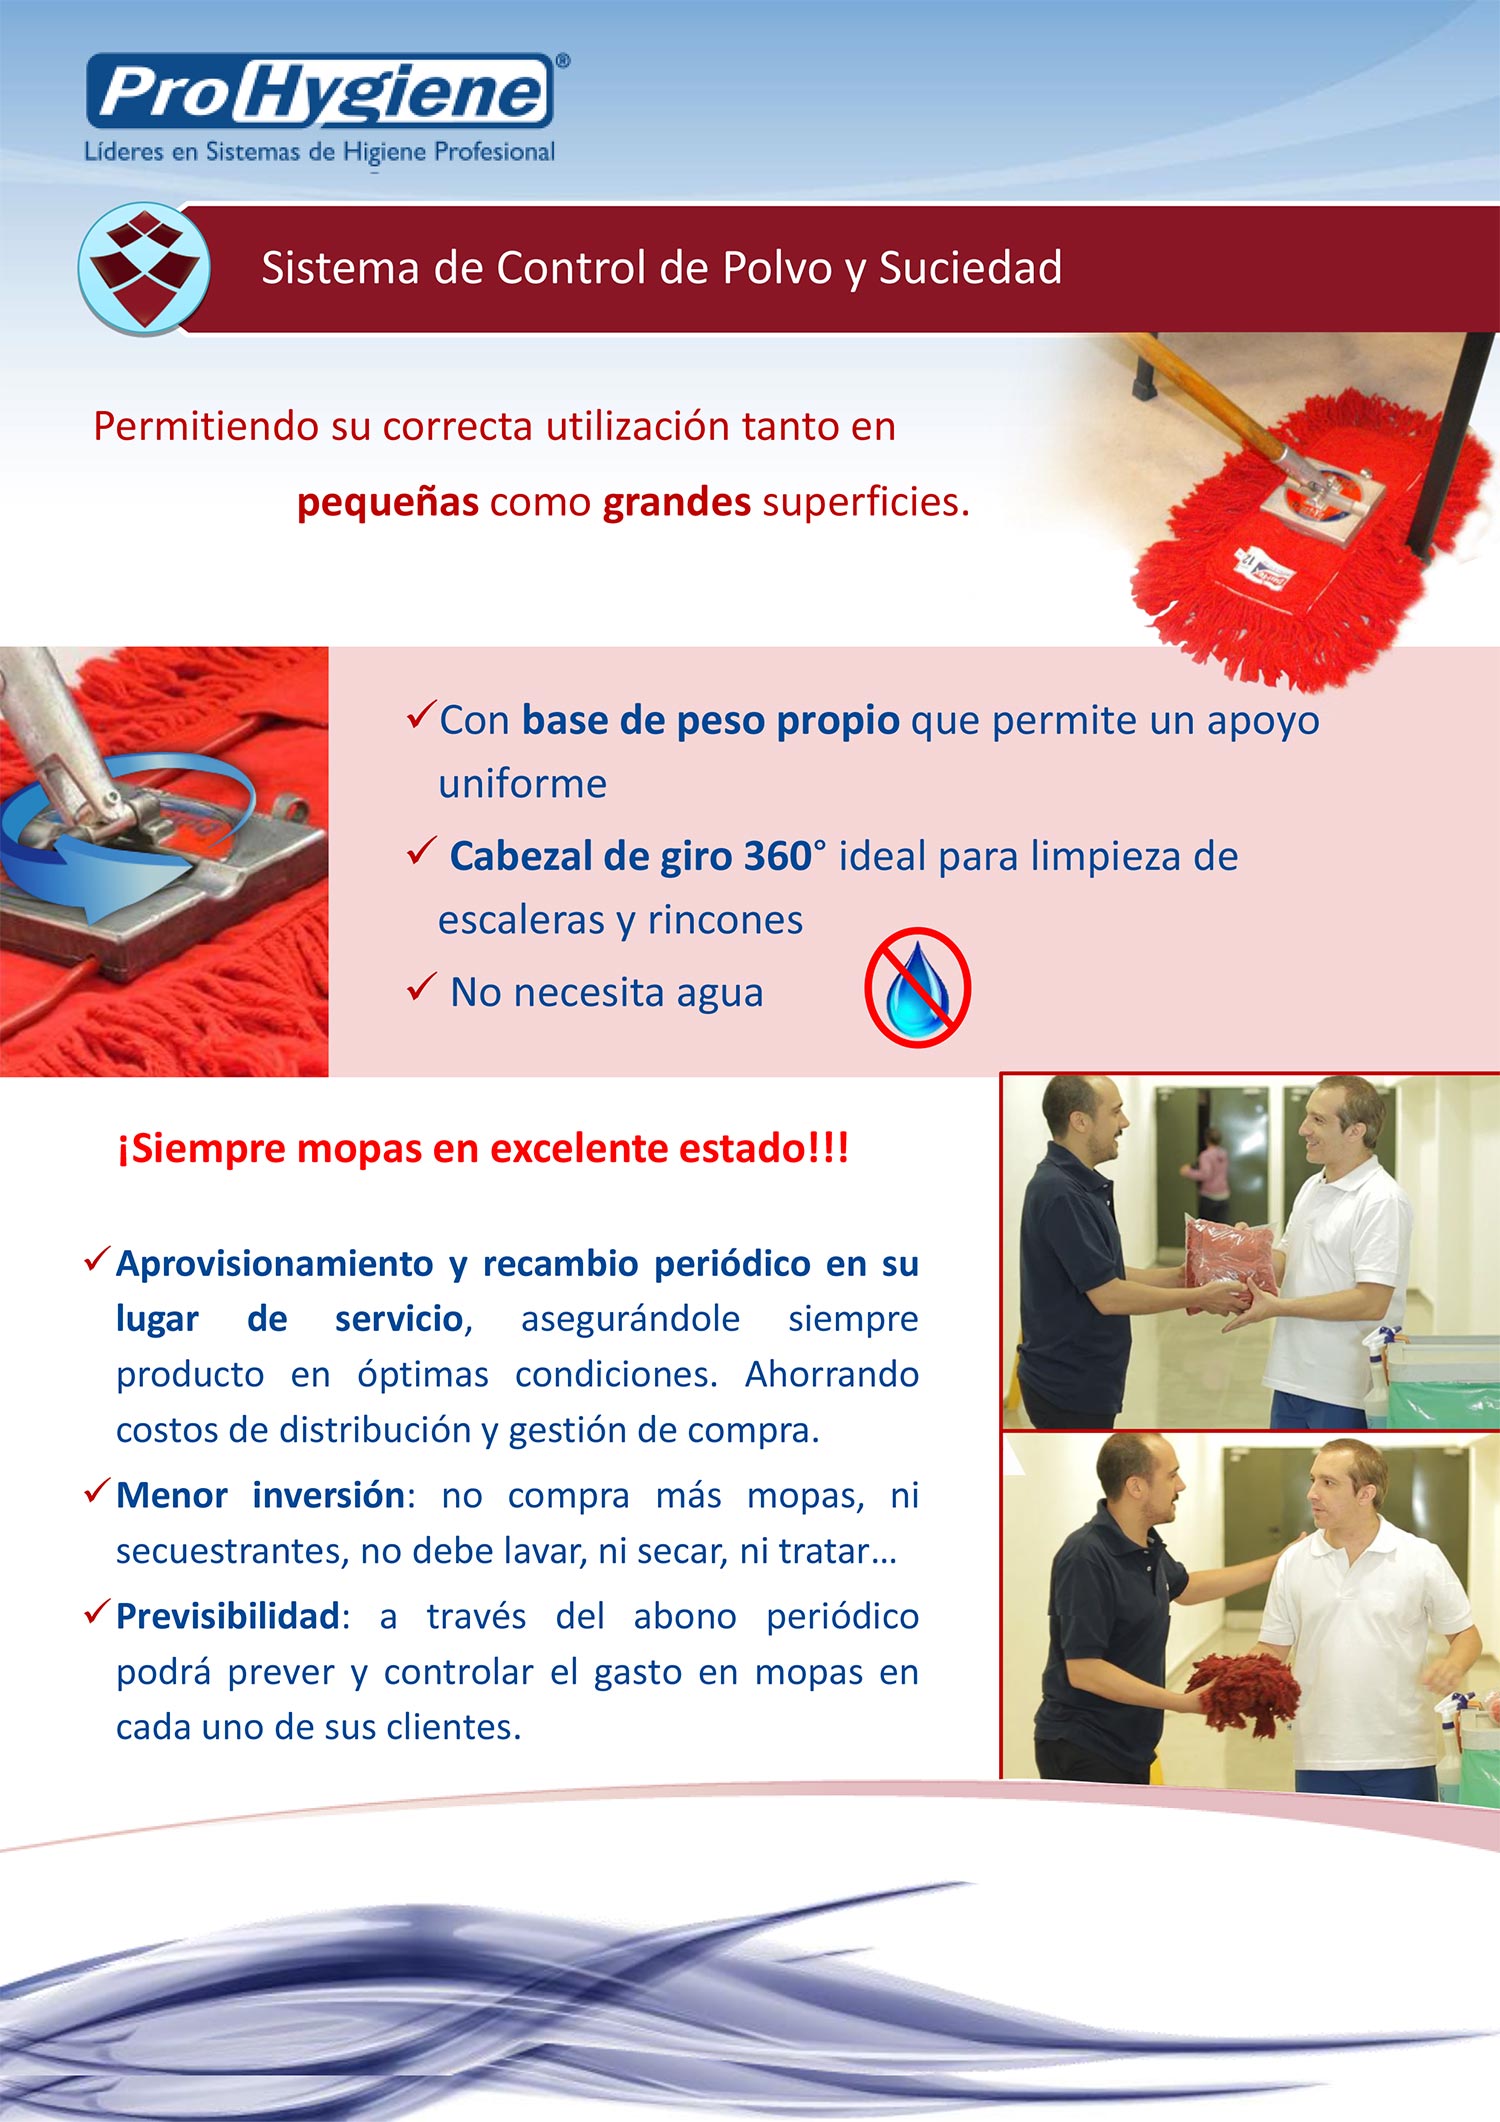 ProHygiene®
Líderes en Sistemas de Higiene Profesional
Sistema de Control de Polvo y Suciedad
Permitiendo su correcta utilización tanto en
pequeñas como grandes superficies.
12
✓Con base de peso propio que permite un apoyo
uniforme
✓ Cabezal de giro 360° ideal para limpieza de
escaleras y rincones
✓ No necesita agua
¡Siempre mopas en excelente estado!!!
✓Aprovisionamiento y recambio periódico en su
lugar de servicio, asegurándole siempre
producto en óptimas condiciones. Ahorrando
costos de distribución y gestión de compra.
✓Menor inversión: no compra más mopas, ni
secuestrantes, no debe lavar, ni secar, ni tratar...
✓Previsibilidad: a través del abono periódico
podrá prever y controlar el gasto en mopas en
cada uno de sus clientes.